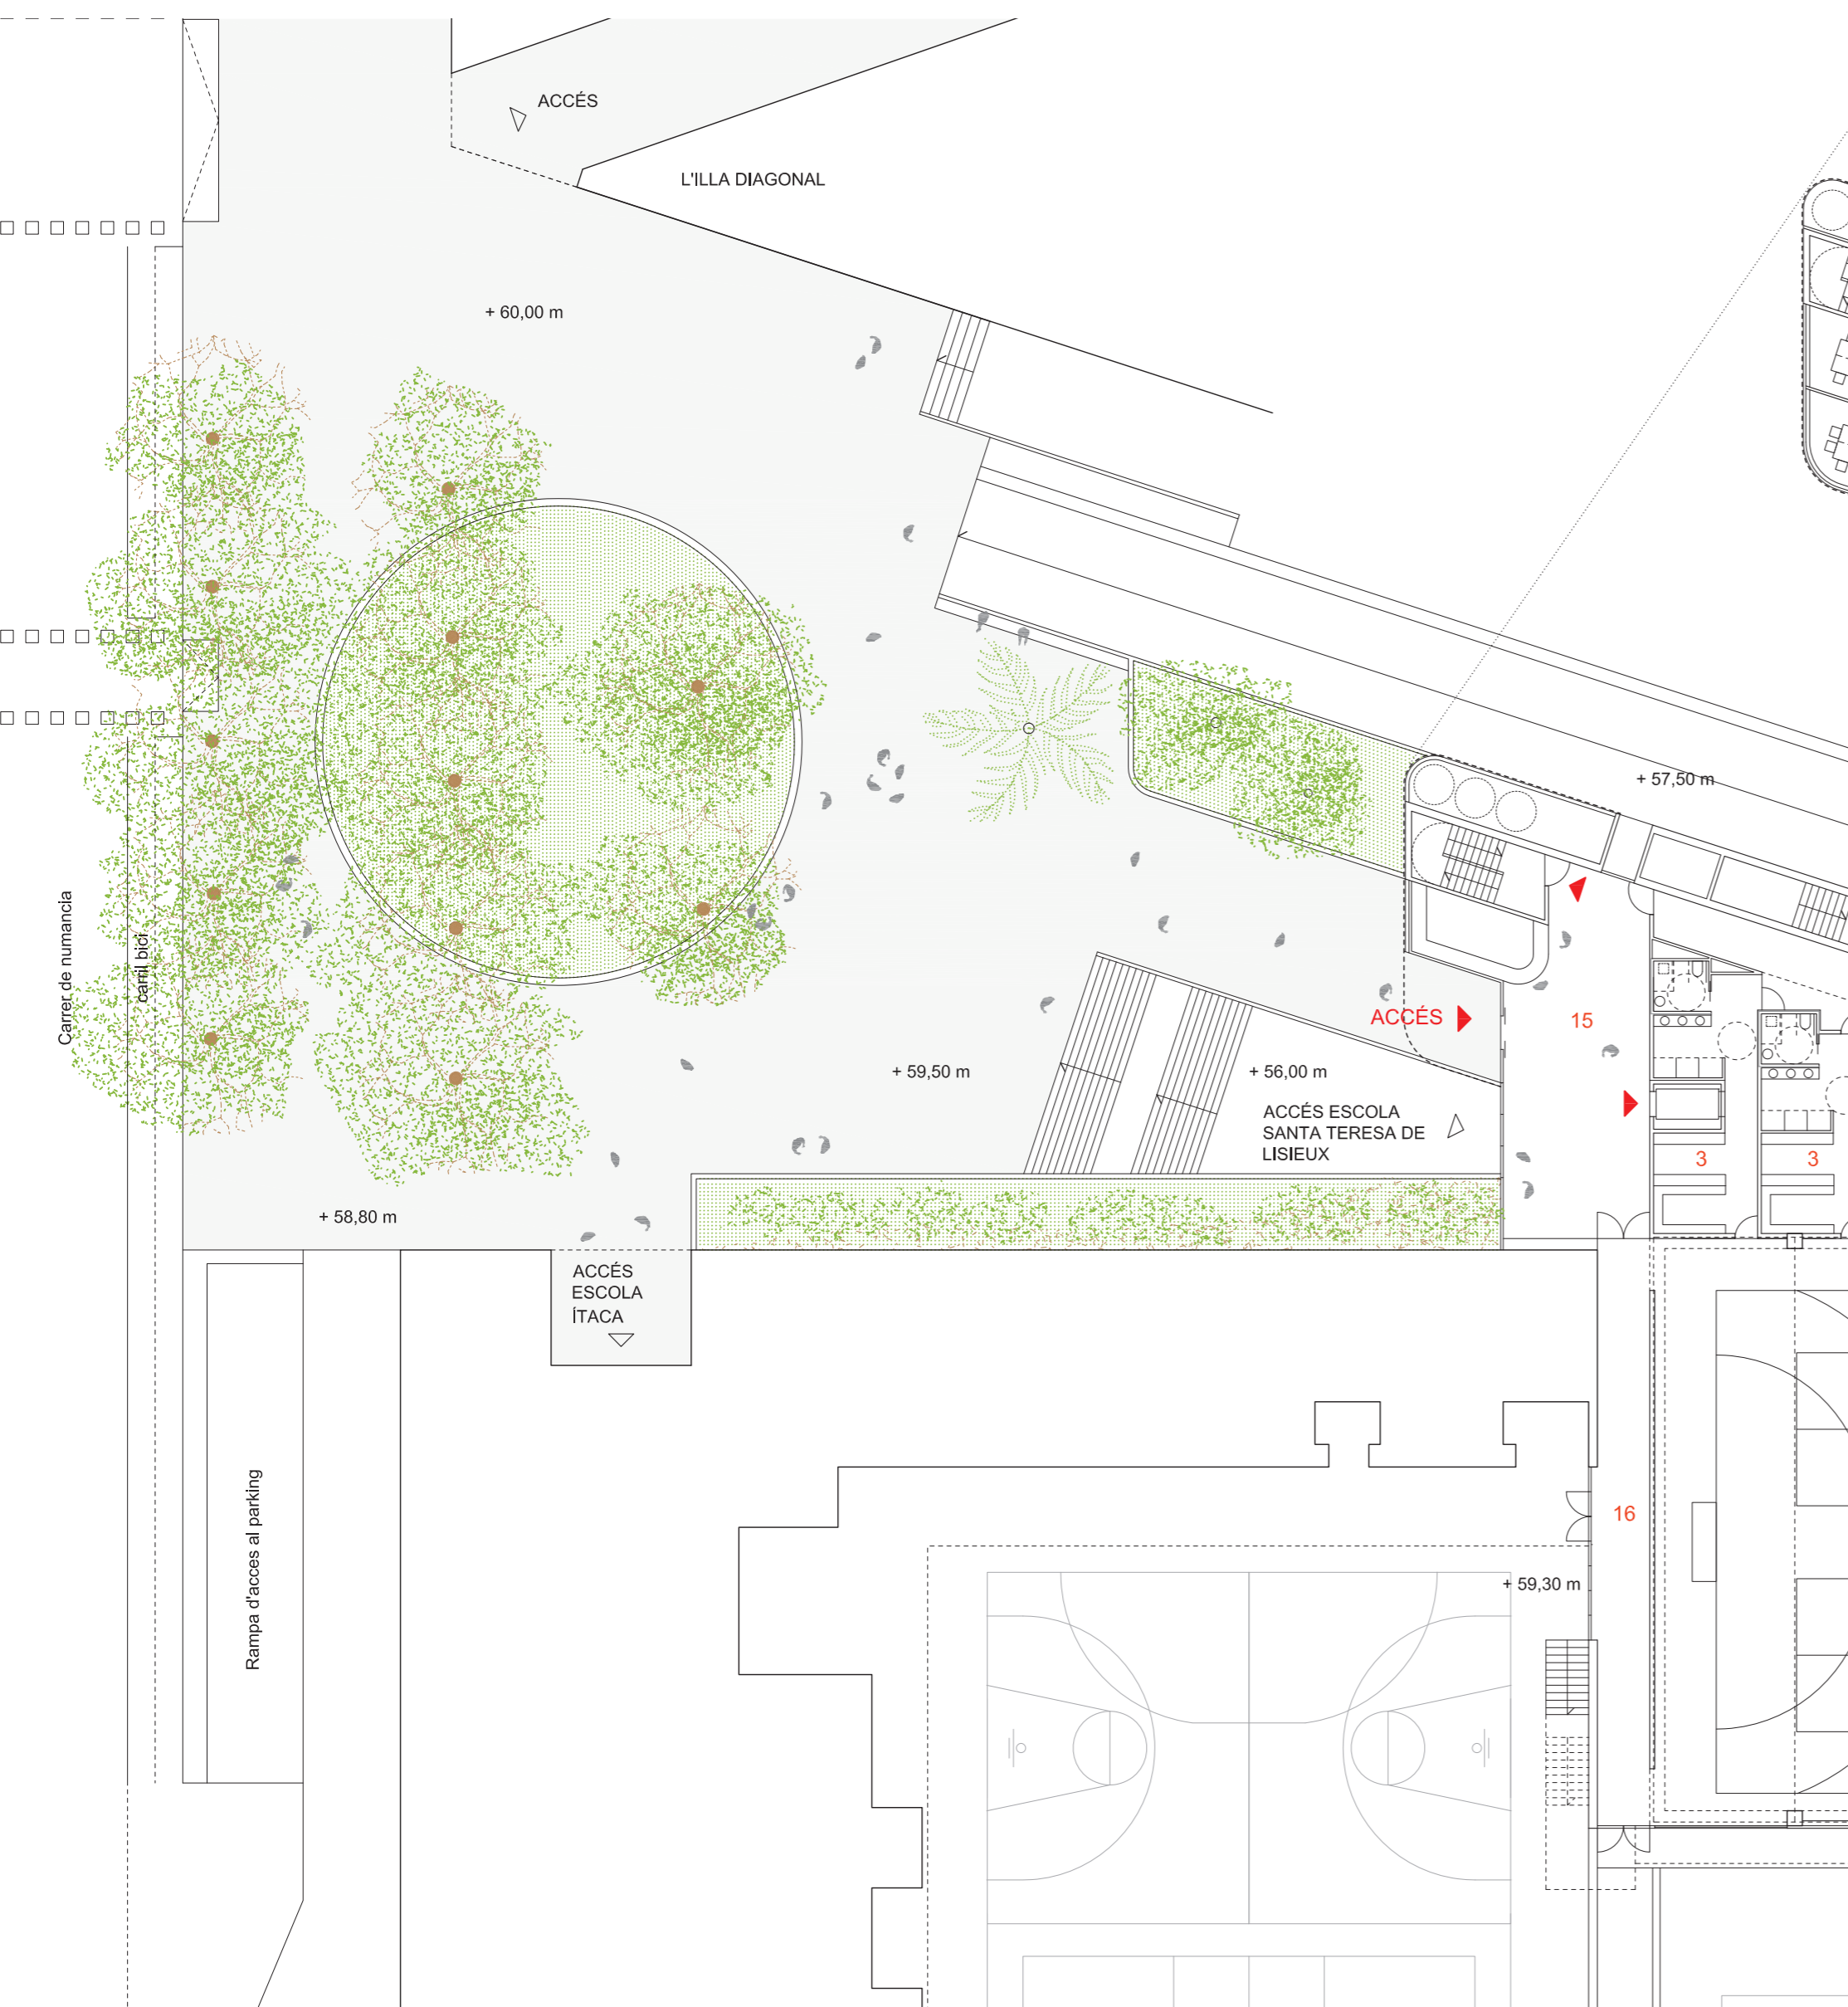 ACCÉS
L'ILLA DIAGONAL
+ 60,00 m
+ 57,50 m
Carrer de numancia
carril bici
ACCÉS
15
+ 59,50 m
+ 56,00 m
ACCÉS ESCOLA
SANTA TERESA DE
LISIEUX
3
3
+ 58,80 m
ACCÉS
ESCOLA
ÍTACA
Rampa d'acces al parking
16
+ 59,30 m